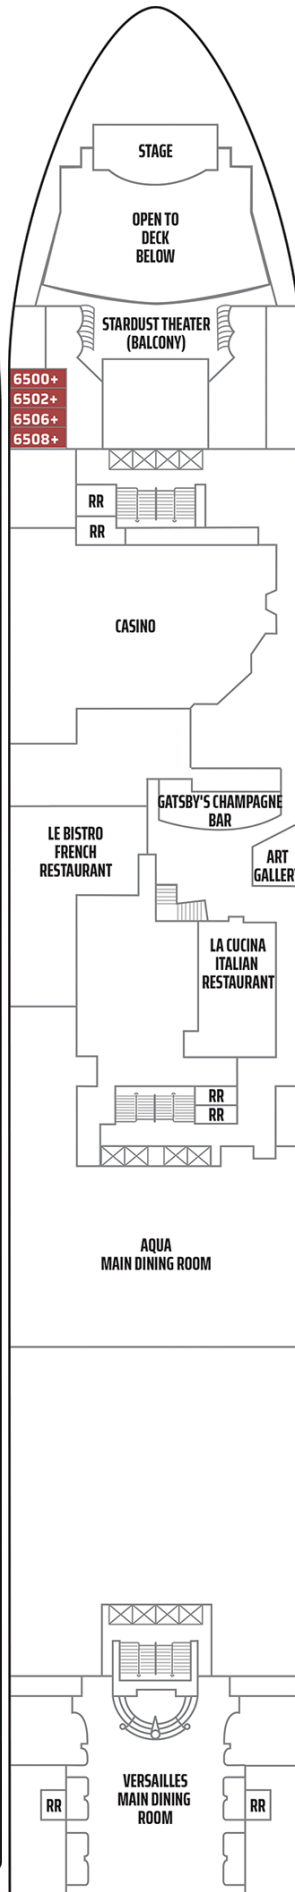 STAGE
OPEN TO
DECK
BELOW
STARDUST THEATER
(BALCONY)
6500+
6502+
6506+
6508+
RR
RR
CASINO
GATSBY'S CHAMPAGNE
BAR
LE BISTRO
FRENCH
RESTAURANT
ART
GALLERY
LA CUCINA
ITALIAN
RESTAURANT
RR
RR
AQUA
MAIN DINING ROOM
VERSAILLES
MAIN DINING
ROOM
RR
RR